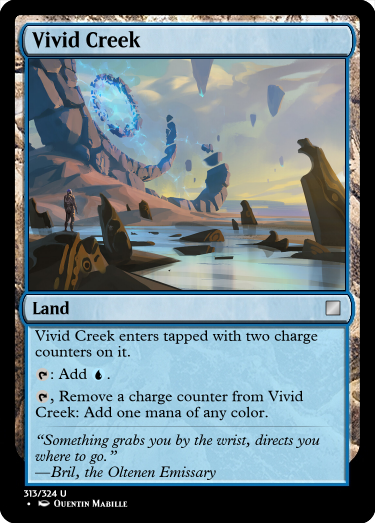 Vivid Creek
Land
Vivid Creek enters tapped with two charge
counters on it.
: Add .
, Remove a charge counter from Vivid
Creek: Add one mana of any color.
“Something grabs you by the wrist, directs you
where to go.”
—Bril, the Oltenen Emissary
313/324 U
• Quentin Mabille